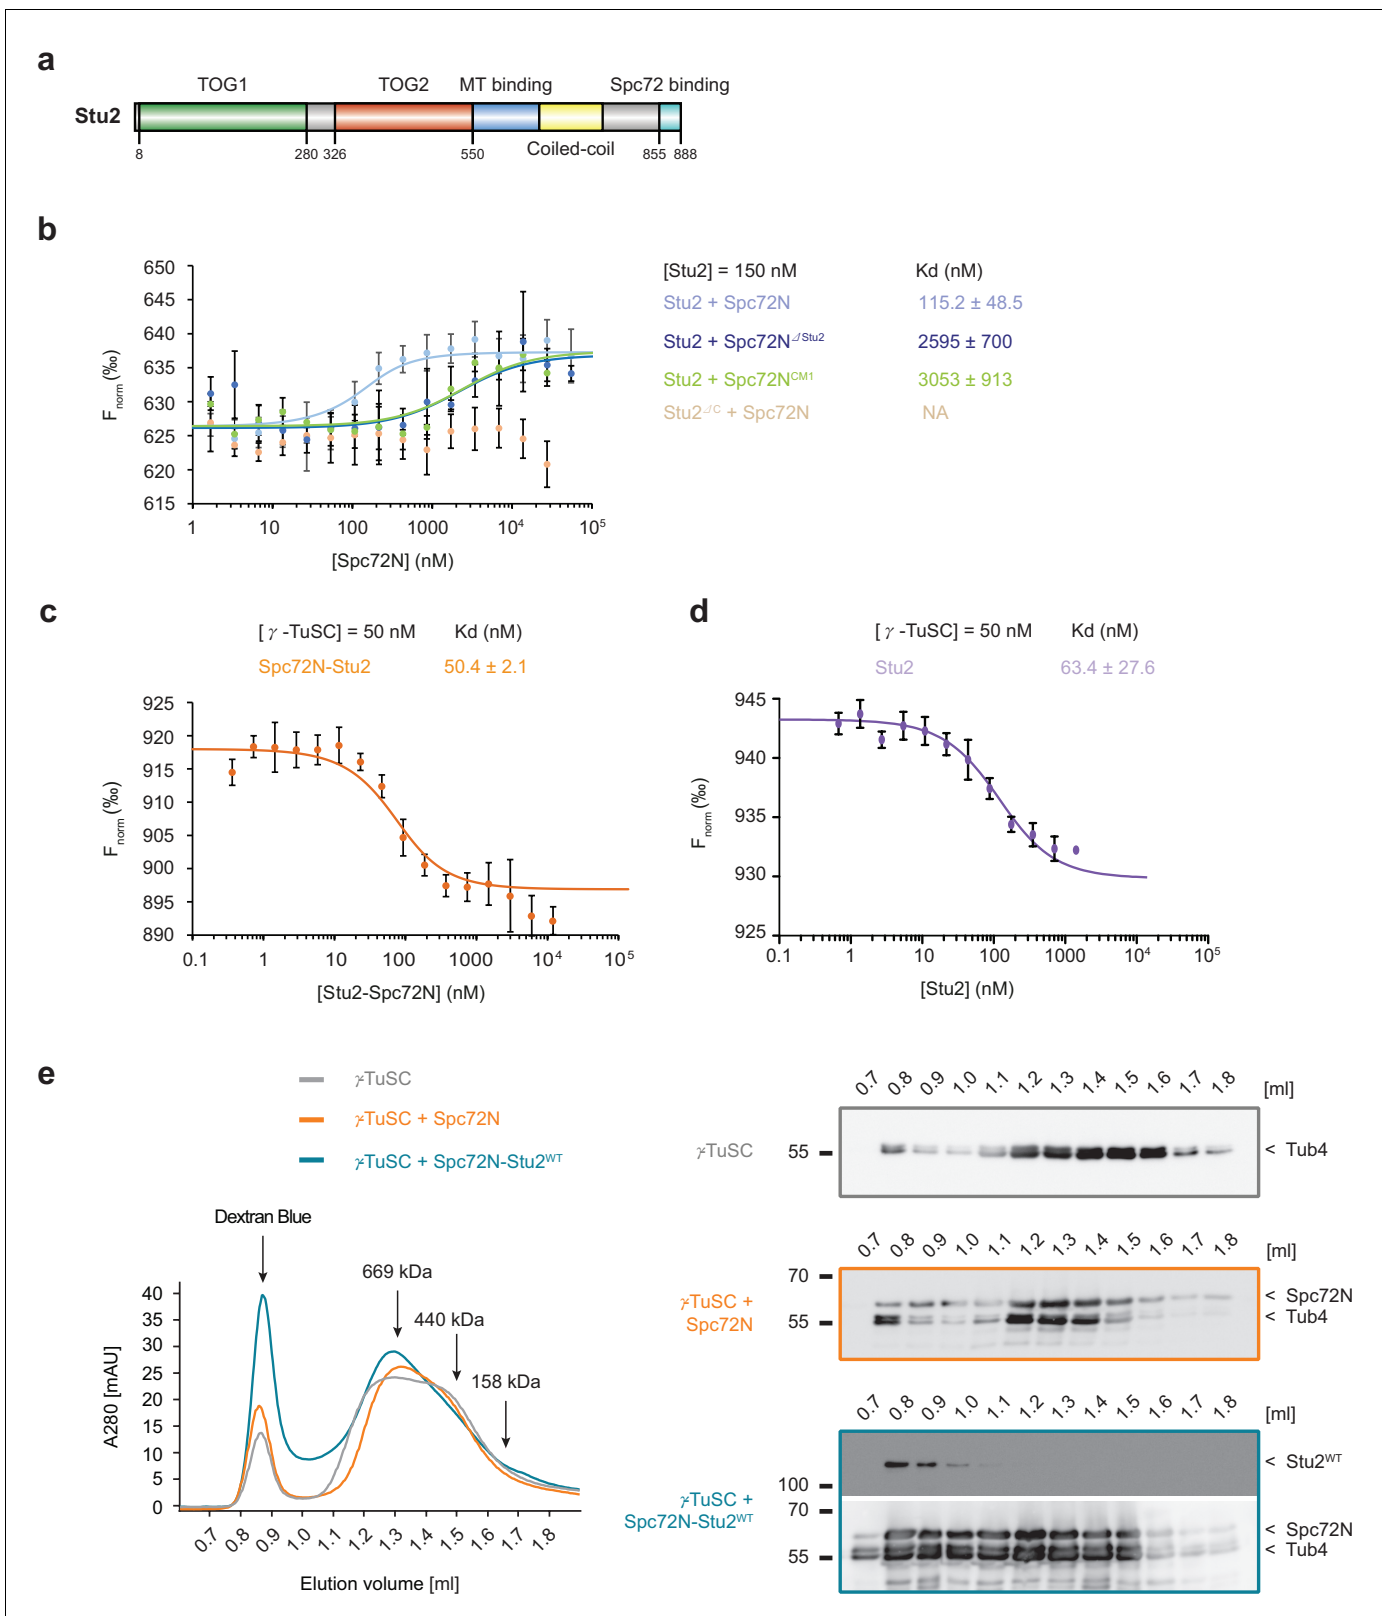 a
TOG1 TOG2 MT binding Spc72 binding
Stu2
Coiled-coil
8 280 326 550 855 888
b
650
645
640
635
630
625
620
615
F norm (‰)
1 10 100 1000 10⁴ 10⁵
[Spc72N] (nM)
[Stu2] = 150 nM Kd (nM)
Stu2 + Spc72N 115.2 ± 48.5
Stu2 + Spc72N ΔStu2 2595 ± 700
Stu2 + Spc72N CM1 3053 ± 913
Stu2 ΔC + Spc72N NA
c
[γ-TuSC] = 50 nM Kd (nM)
Spc72N-Stu2 50.4 ± 2.1
925
920
915
910
905
900
895
890
F norm (‰)
0.1 1 10 100 1000 10⁴ 10⁵
[Stu2-Spc72N] (nM)
d
[γ-TuSC] = 50 nM Kd (nM)
Stu2 63.4 ± 27.6
945
940
935
930
925
F norm (‰)
0.1 1 10 100 1000 10⁴ 10⁵
[Stu2] (nM)
e
γTuSC
γTuSC + Spc72N
γTuSC + Spc72N-Stu2WT
Dextran Blue
669 kDa
440 kDa
158 kDa
40
35
30
25
20
15
10
5
0
A280 [mAU]
0.7 0.8 0.9 1.0 1.1 1.2 1.3 1.4 1.5 1.6 1.7 1.8
Elution volume [ml]
0.7 0.8 0.9 1.0 1.1 1.2 1.3 1.4 1.5 1.6 1.7 1.8 [ml]
γTuSC 55 < Tub4
0.7 0.8 0.9 1.0 1.1 1.2 1.3 1.4 1.5 1.6 1.7 1.8 [ml]
70
< Spc72N
γTuSC +
Spc72N
55 < Tub4
0.7 0.8 0.9 1.0 1.1 1.2 1.3 1.4 1.5 1.6 1.7 1.8 [ml]
< Stu2WT
100
γTuSC +
Spc72N-Stu2WT
70
< Spc72N
55 < Tub4